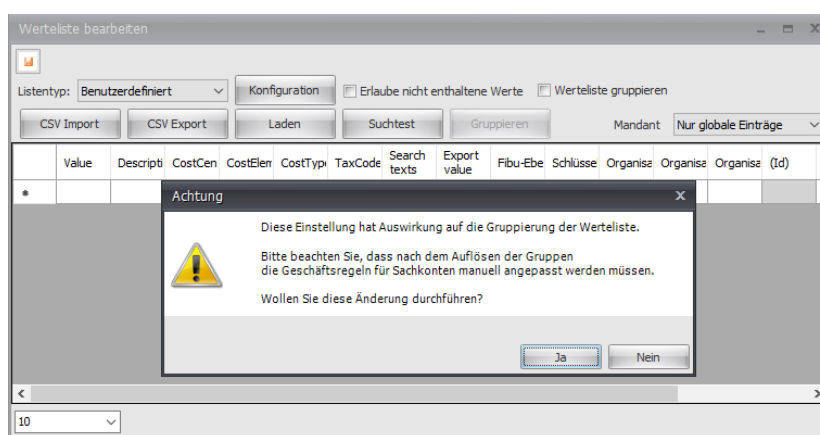 Werteliste bearbeiten
Listentyp: Benutzerdefiniert Konfiguration Erlaube nicht enthaltene Werte Werteliste gruppieren
CSV Import CSV Export Laden Suchtest Gruppieren Mandant Nur globale Einträge
Value Descripti CostCen CostElem CostType TaxCode Search texts Export value Fibu-Ebe Schlüsse Organisa Organisa Organisa (Id)
Achtung
Diese Einstellung hat Auswirkung auf die Gruppierung der Werteliste.
Bitte beachten Sie, dass nach dem Auflösen der Gruppen
die Geschäftsregeln für Sachkonten manuell angepasst werden müssen.
Wollen Sie diese Änderung durchführen?
Ja Nein
10